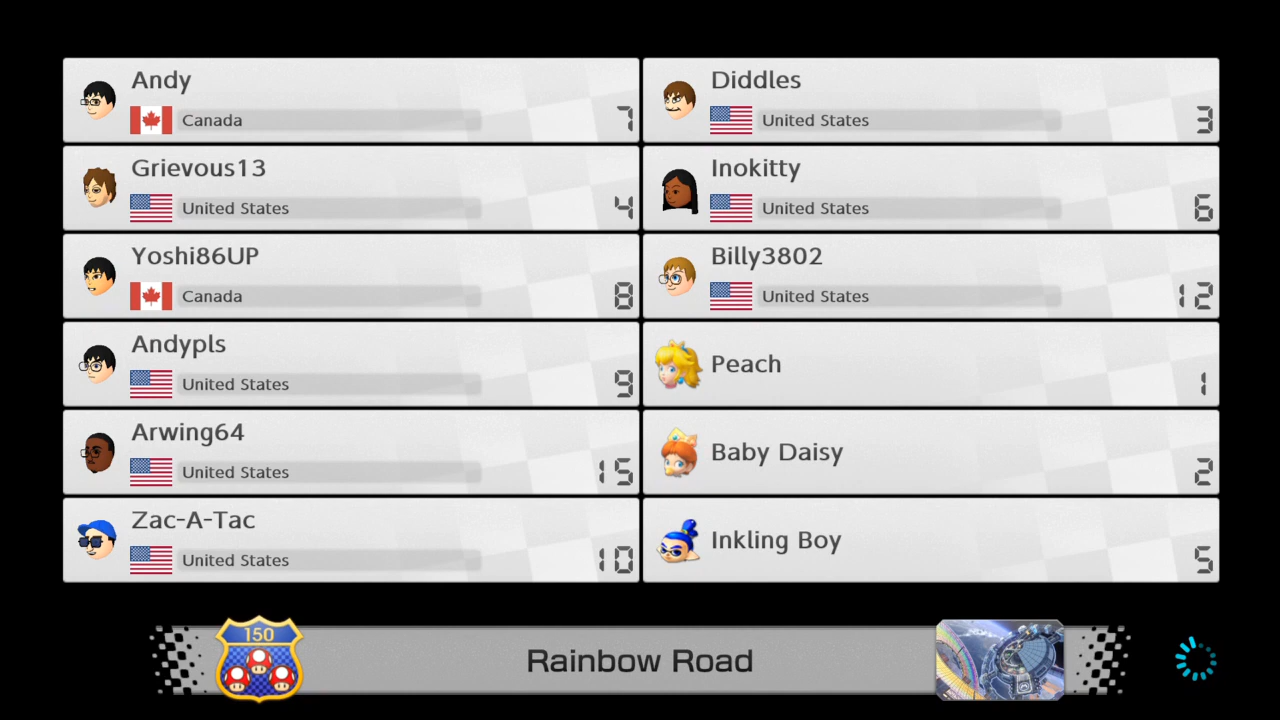 Andy
Canada
7
Grievous13
United States
4
Yoshi86UP
Canada
8
Andypls
United States
9
Arwing64
United States
15
Zac-A-Tac
United States
10
Diddles
United States
3
Inokitty
United States
6
Billy3802
United States
12
Peach
1
Baby Daisy
2
Inkling Boy
5
150
Rainbow Road